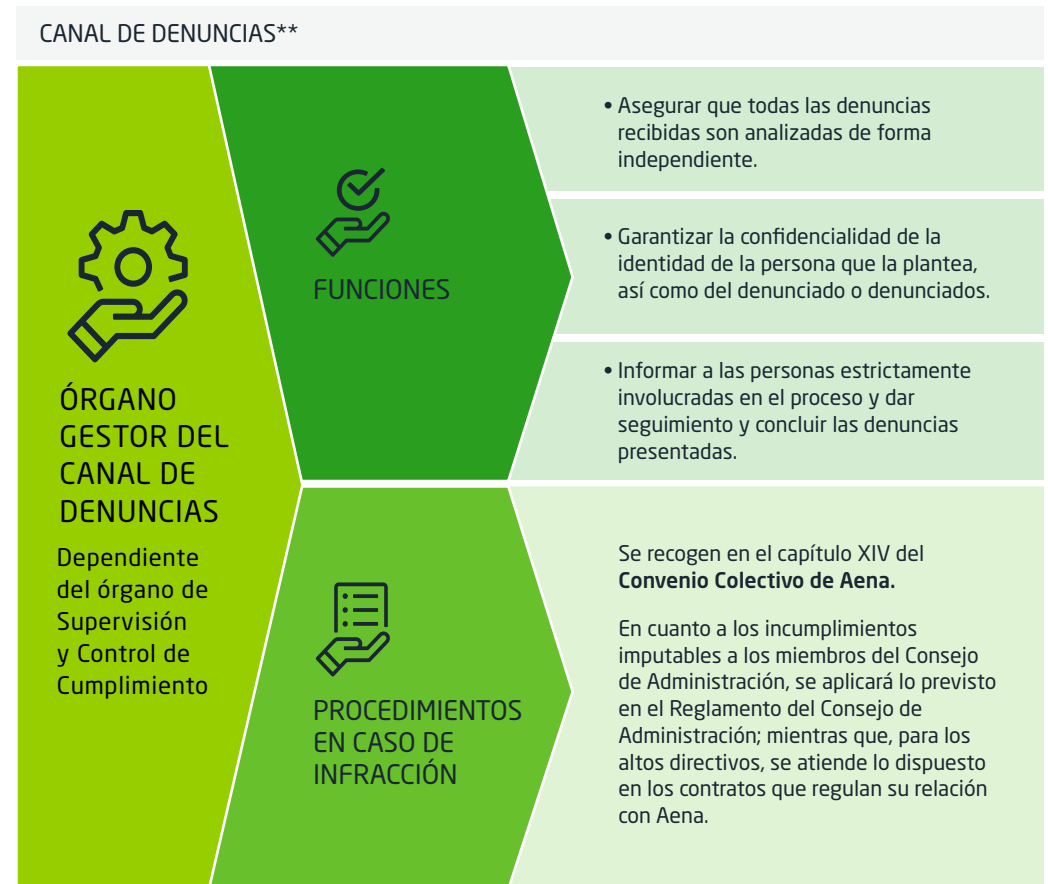 CANAL DE DENUNCIAS**
ÓRGANO
GESTOR DEL
CANAL DE
DENUNCIAS
Dependiente
del órgano de
Supervisión
y Control de
Cumplimiento
FUNCIONES
• Asegurar que todas las denuncias
recibidas son analizadas de forma
independiente.
• Garantizar la confidencialidad de la
identidad de la persona que la plantea,
así como del denunciado o denunciados.
• Informar a las personas estrictamente
involucradas en el proceso y dar
seguimiento y concluir las denuncias
presentadas.
PROCEDIMIENTOS
EN CASO DE
INFRACCIÓN
Se recogen en el capítulo XIV del
Convenio Colectivo de Aena.
En cuanto a los incumplimientos
imputables a los miembros del Consejo
de Administración, se aplicará lo previsto
en el Reglamento del Consejo de
Administración; mientras que, para los
altos directivos, se atiende lo dispuesto
en los contratos que regulan su relación
con Aena.